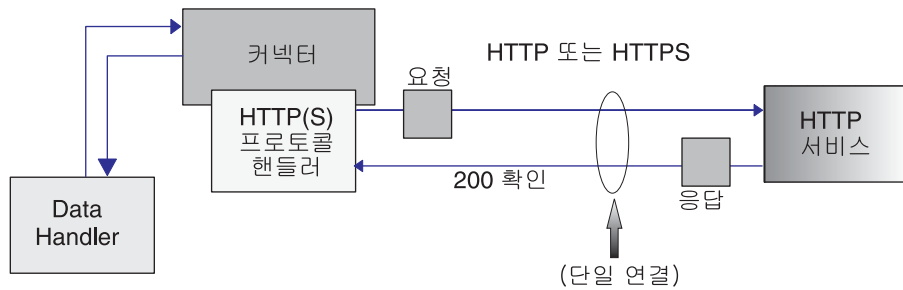 커넥터
HTTP 또는 HTTPS
요청
HTTP(S)
프로토콜
핸들러
HTTP
서비스
200 확인
응답
Data
Handler
(단일 연결)